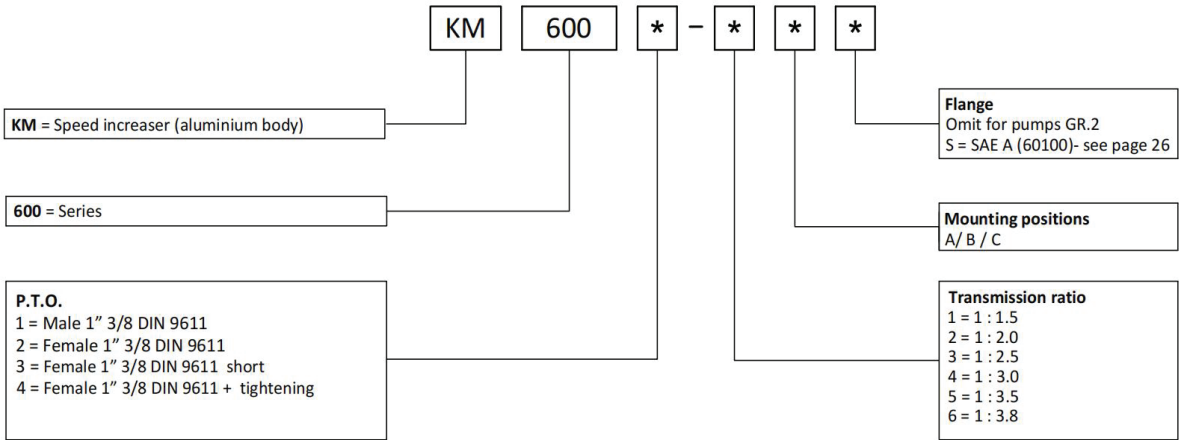 KM 600 * – * * *
KM = Speed increaser (aluminium body)
600 = Series
P.T.O.
1 = Male 1” 3/8 DIN 9611
2 = Female 1” 3/8 DIN 9611
3 = Female 1” 3/8 DIN 9611 short
4 = Female 1” 3/8 DIN 9611 + tightening
Flange
Omit for pumps GR.2
S = SAE A (60100)- see page 26
Mounting positions
A/ B / C
Transmission ratio
1 = 1 : 1.5
2 = 1 : 2.0
3 = 1 : 2.5
4 = 1 : 3.0
5 = 1 : 3.5
6 = 1 : 3.8